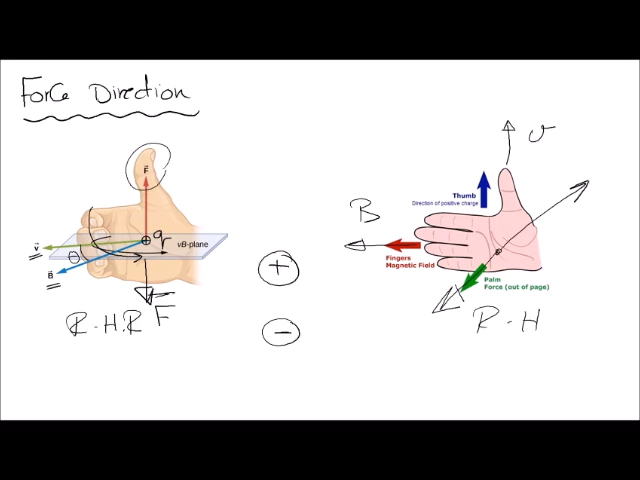 Force Direction
F
q
vB-plane
v
θ
B
F
R-H.R
+
-
v
B
Thumb
Direction of positive charge
Fingers
Magnetic Field
Palm
Force (out of page)
R-H